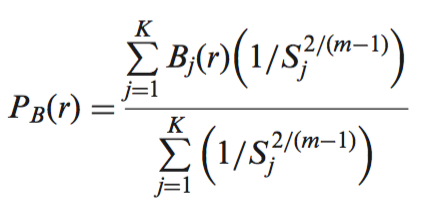 $$P_B(r) = \frac{\sum_{j=1}^{K} B_j(r)\left(1/S_j^{2/(m-1)}\right)}{\sum_{j=1}^{K} \left(1/S_j^{2/(m-1)}\right)}$$